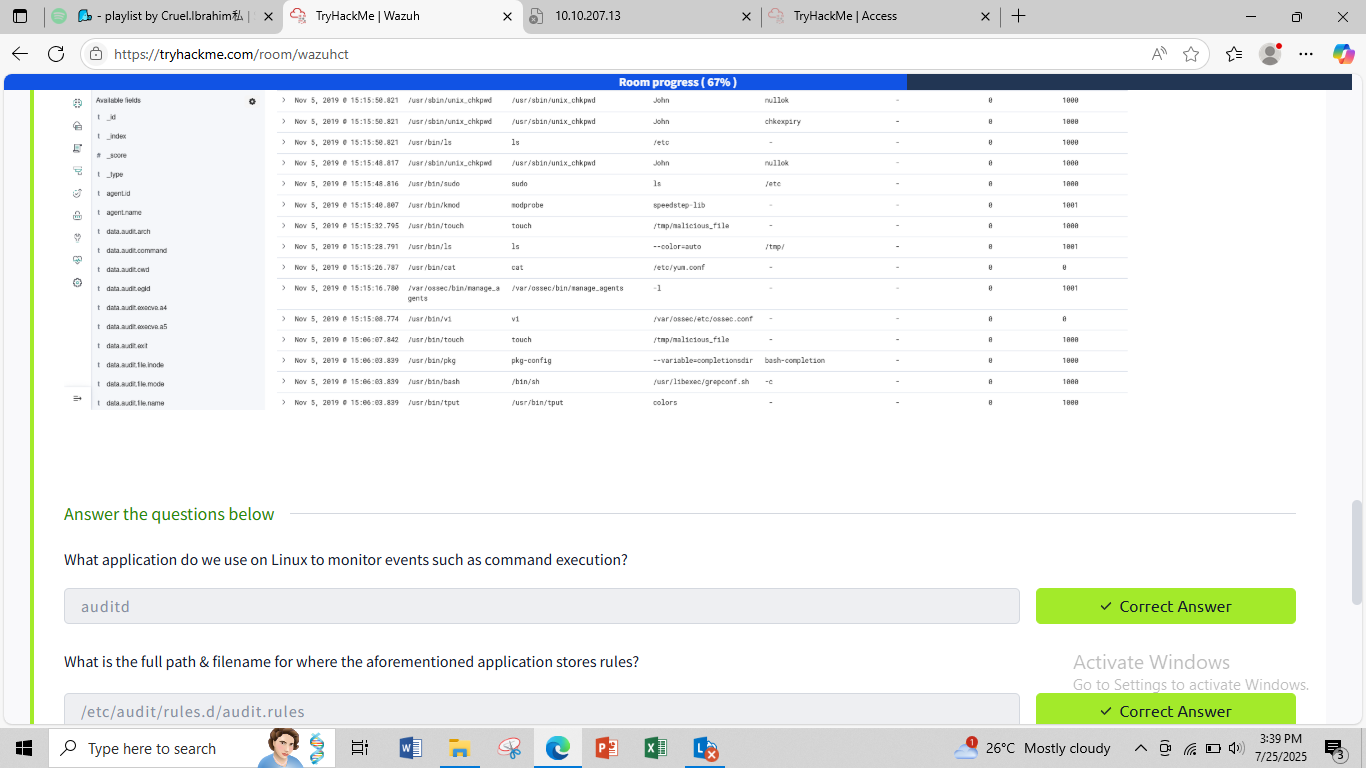 - playlist by Cruel.Ibrahim私 | TryHackMe | Wazuh 10.10.207.13 TryHackMe | Access
https://tryhackme.com/room/wazuhct
Room progress ( 67% )
Available fields
t _id
t _index
# _score
t _type
t agent.id
t agent.name
t data.audit.arch
t data.audit.command
t data.audit.cwd
t data.audit.egid
t data.audit.execve.a4
t data.audit.execve.a5
t data.audit.exit
t data.audit.file.inode
t data.audit.file.mode
t data.audit.file.name
> Nov 5, 2019 @ 15:15:50.821 /usr/sbin/unix_chkpwd /usr/sbin/unix_chkpwd John nullok - 0 1000
> Nov 5, 2019 @ 15:15:50.821 /usr/sbin/unix_chkpwd /usr/sbin/unix_chkpwd John chkexpiry - 0 1000
> Nov 5, 2019 @ 15:15:50.821 /usr/bin/ls ls /etc - - 0 1000
> Nov 5, 2019 @ 15:15:48.817 /usr/sbin/unix_chkpwd /usr/sbin/unix_chkpwd John nullok - 0 1000
> Nov 5, 2019 @ 15:15:48.816 /usr/bin/sudo sudo ls /etc - 0 1000
> Nov 5, 2019 @ 15:15:40.807 /usr/bin/kmod modprobe speedstep-lib - - 0 1001
> Nov 5, 2019 @ 15:15:32.795 /usr/bin/touch touch /tmp/malicious_file - - 0 1000
> Nov 5, 2019 @ 15:15:28.791 /usr/bin/ls ls --color=auto /tmp/ - 0 1001
> Nov 5, 2019 @ 15:15:26.787 /usr/bin/cat cat /etc/yum.conf - - 0 0
> Nov 5, 2019 @ 15:15:16.780 /var/ossec/bin/manage_a /var/ossec/bin/manage_agents -l - - 0 1001
gents
> Nov 5, 2019 @ 15:15:08.774 /usr/bin/vi vi /var/ossec/etc/ossec.conf - - 0 0
> Nov 5, 2019 @ 15:06:07.842 /usr/bin/touch touch /tmp/malicious_file - - 0 1000
> Nov 5, 2019 @ 15:06:03.839 /usr/bin/pkg pkg-config --variable=completionsdir bash-completion - 0 1000
> Nov 5, 2019 @ 15:06:03.839 /usr/bin/bash /bin/sh /usr/libexec/grepconf.sh -c - 0 1000
> Nov 5, 2019 @ 15:06:03.839 /usr/bin/tput /usr/bin/tput colors - - 0 1000
Answer the questions below
What application do we use on Linux to monitor events such as command execution?
auditd
✓ Correct Answer
What is the full path & filename for where the aforementioned application stores rules?
/etc/audit/rules.d/audit.rules
✓ Correct Answer
Activate Windows
Go to Settings to activate Windows.
Type here to search
1
26°C Mostly cloudy
3:39 PM
7/25/2025
3